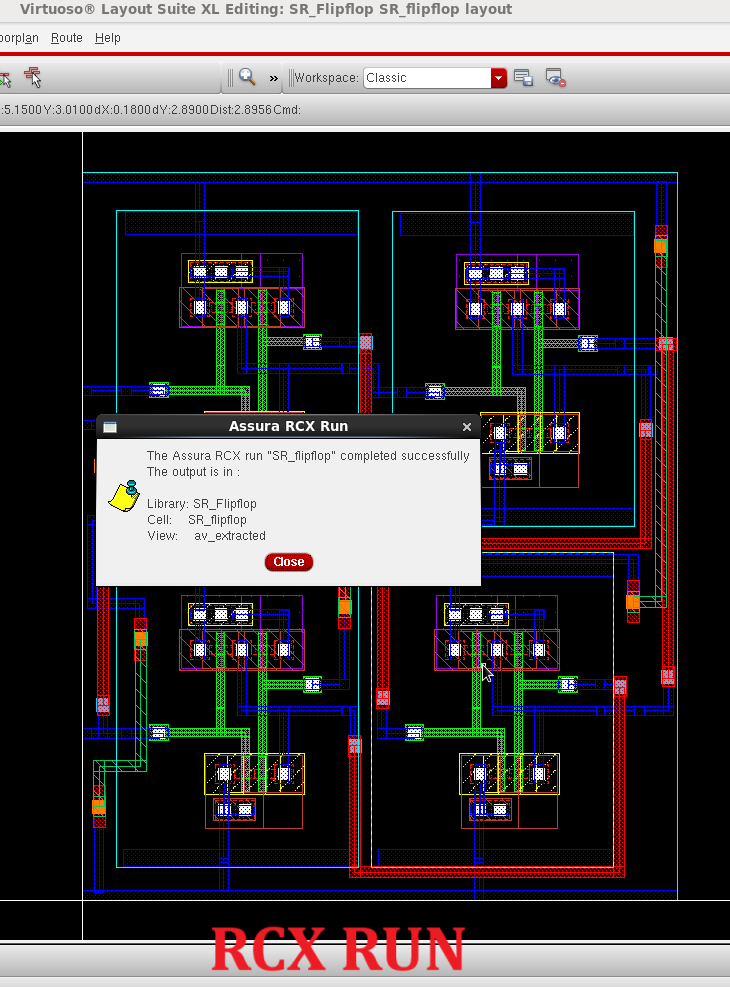 Virtuoso® Layout Suite XL Editing: SR_Flipflop SR_flipflop layout
oorplan Route Help
» Workspace: Classic
:5.1500 Y:3.0100 dX:0.1800 dY:2.8900 Dist:2.8956 Cmd:
Assura RCX Run
The Assura RCX run "SR_flipflop" completed successfully
The output is in :
Library: SR_Flipflop
Cell: SR_flipflop
View: av_extracted
Close
RCX RUN